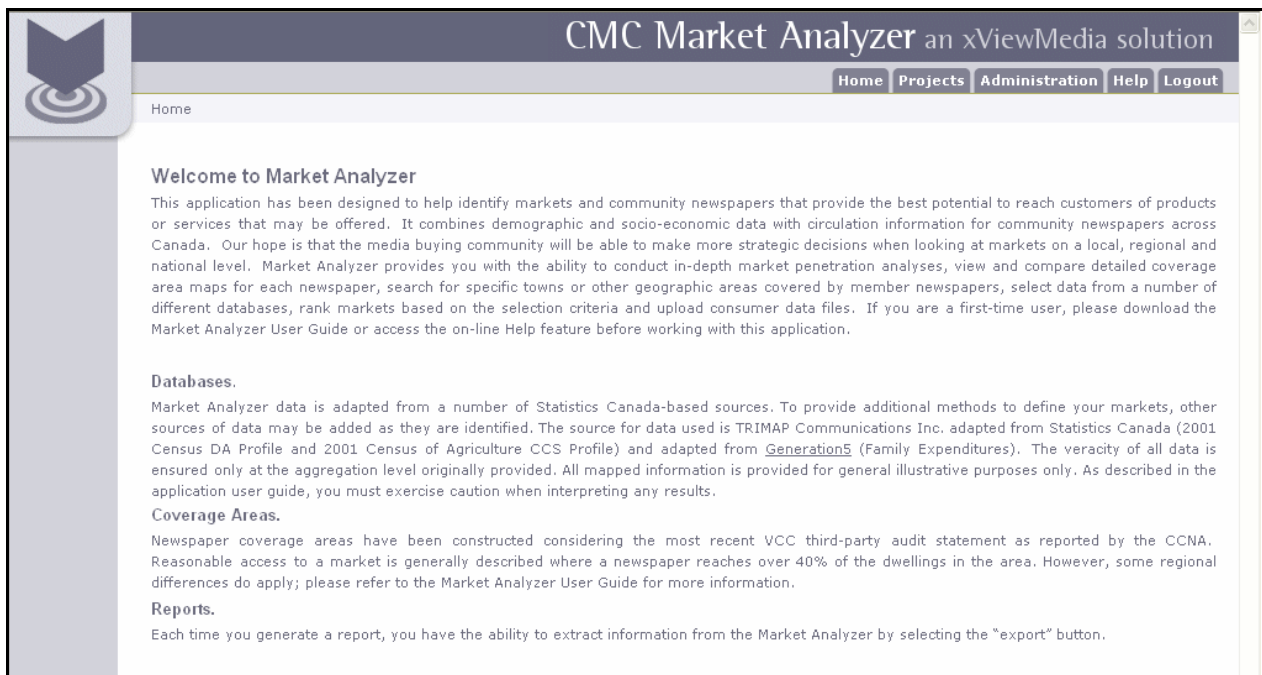 CMC Market Analyzer an xViewMedia solution
Home Projects Administration Help Logout
Home
Welcome to Market Analyzer
This application has been designed to help identify markets and community newspapers that provide the best potential to reach customers of products
or services that may be offered. It combines demographic and socio-economic data with circulation information for community newspapers across
Canada. Our hope is that the media buying community will be able to make more strategic decisions when looking at markets on a local, regional and
national level. Market Analyzer provides you with the ability to conduct in-depth market penetration analyses, view and compare detailed coverage
area maps for each newspaper, search for specific towns or other geographic areas covered by member newspapers, select data from a number of
different databases, rank markets based on the selection criteria and upload consumer data files. If you are a first-time user, please download the
Market Analyzer User Guide or access the on-line Help feature before working with this application.
Databases.
Market Analyzer data is adapted from a number of Statistics Canada-based sources. To provide additional methods to define your markets, other
sources of data may be added as they are identified. The source for data used is TRIMAP Communications Inc. adapted from Statistics Canada (2001
Census DA Profile and 2001 Census of Agriculture CCS Profile) and adapted from Generation5 (Family Expenditures). The veracity of all data is
ensured only at the aggregation level originally provided. All mapped information is provided for general illustrative purposes only. As described in the
application user guide, you must exercise caution when interpreting any results.
Coverage Areas.
Newspaper coverage areas have been constructed considering the most recent VCC third-party audit statement as reported by the CCNA.
Reasonable access to a market is generally described where a newspaper reaches over 40% of the dwellings in the area. However, some regional
differences do apply; please refer to the Market Analyzer User Guide for more information.
Reports.
Each time you generate a report, you have the ability to extract information from the Market Analyzer by selecting the “export” button.